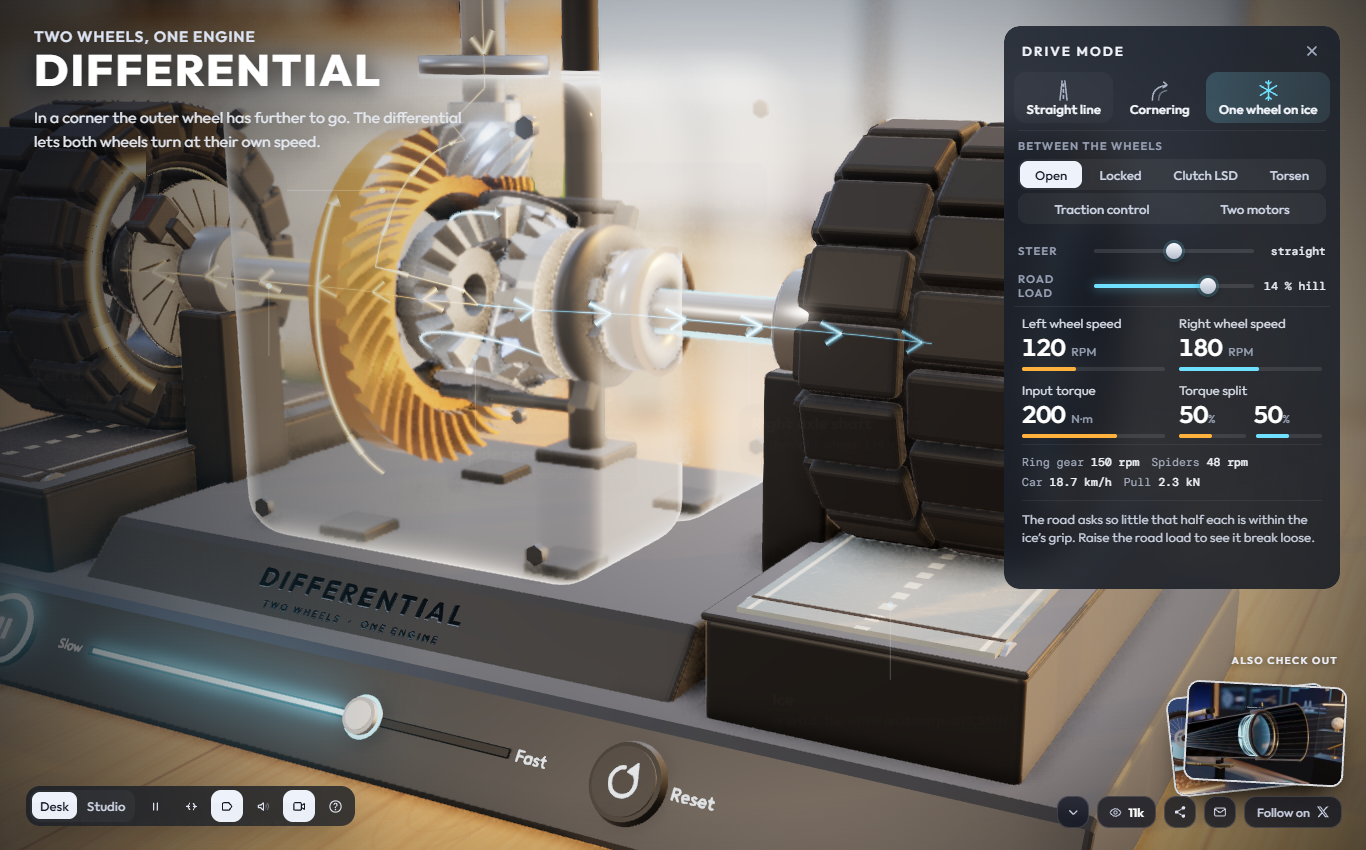 TWO WHEELS, ONE ENGINE
DIFFERENTIAL
In a corner the outer wheel has further to go. The differential
lets both wheels turn at their own speed.
DRIVE MODE
Straight line
Cornering
One wheel on ice
BETWEEN THE WHEELS
Open
Locked
Clutch LSD
Torsen
Traction control
Two motors
STEER
straight
ROAD
LOAD
14 % hill
Left wheel speed
Right wheel speed
120 RPM
180 RPM
Input torque
Torque split
200 N·m
50%
50%
Ring gear 150 rpm Spiders 48 rpm
Car 18.7 km/h Pull 2.3 kN
The road asks so little that half each is within the
ice's grip. Raise the road load to see it break loose.
DIFFERENTIAL
TWO WHEELS · ONE ENGINE
Slow
Fast
Reset
ALSO CHECK OUT
Desk
Studio
11k
Follow on X